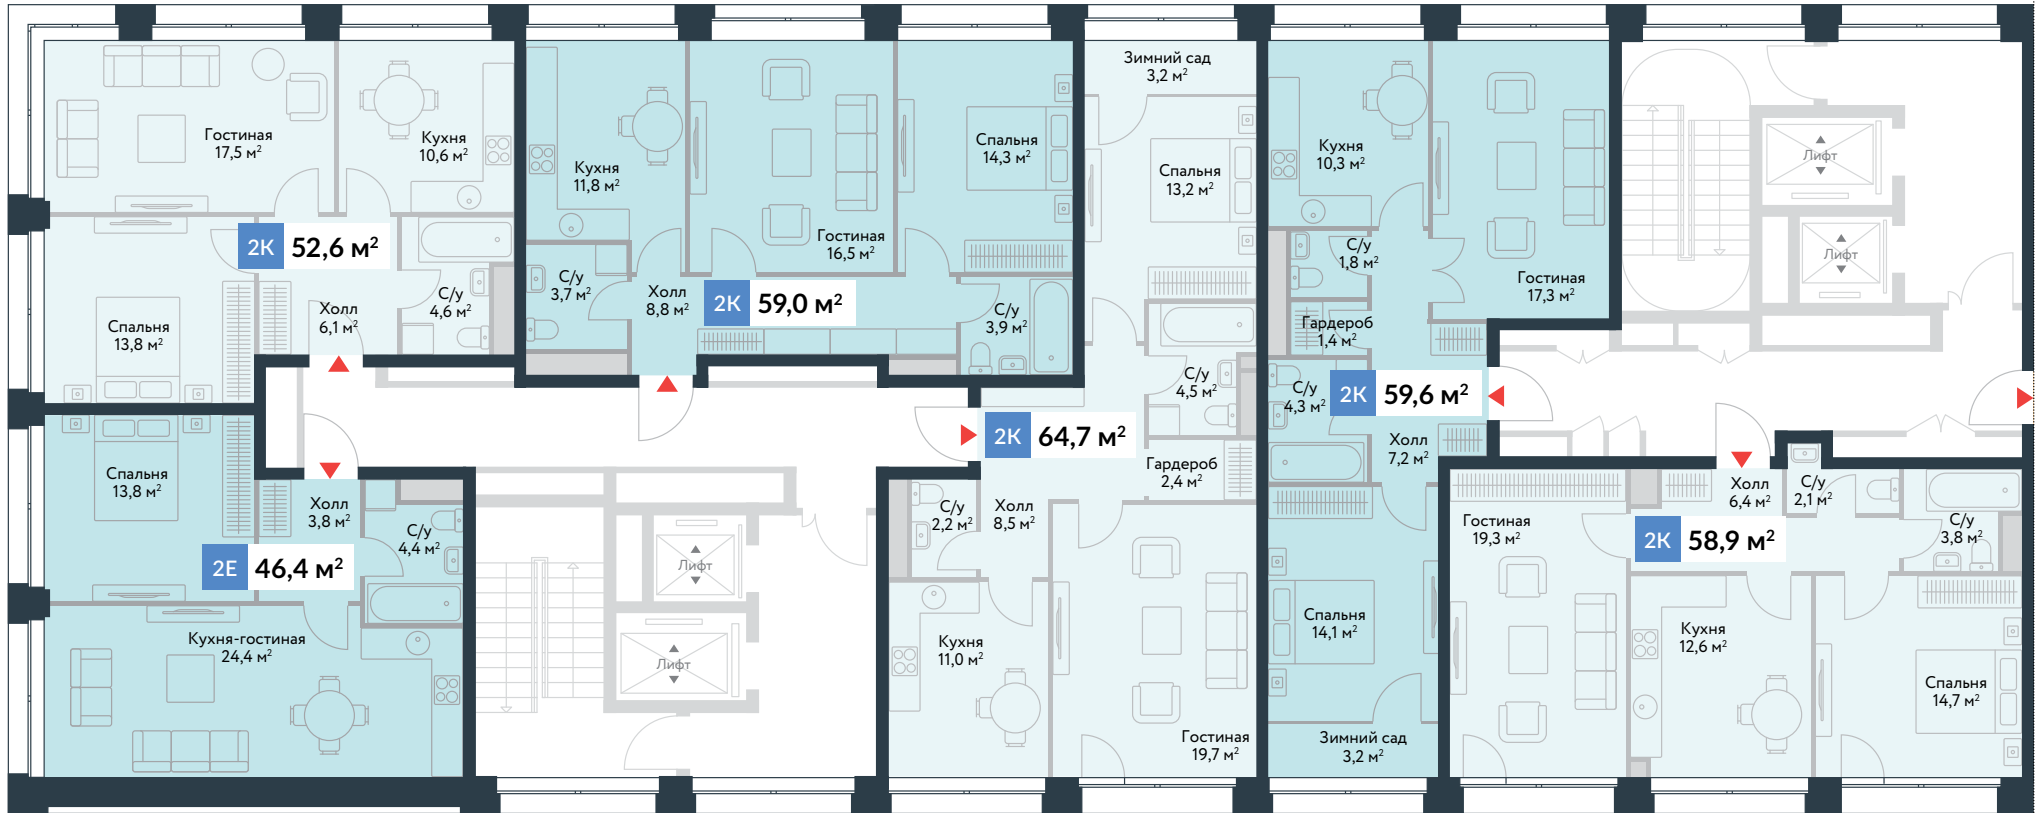 Гостиная
17,5 м²
Кухня
10,6 м²
2К 52,6 м²
Спальня
13,8 м²
Холл
6,1 м²
С/у
4,6 м²
Кухня
11,8 м²
Гостиная
16,5 м²
Спальня
14,3 м²
С/у
3,7 м²
Холл
8,8 м²
2К 59,0 м²
С/у
3,9 м²
Зимний сад
3,2 м²
Спальня
13,2 м²
С/у
4,5 м²
2К 64,7 м²
Гардероб
2,4 м²
С/у
2,2 м²
Холл
8,5 м²
Кухня
11,0 м²
Гостиная
19,7 м²
Кухня
10,3 м²
Гостиная
17,3 м²
С/у
1,8 м²
Гардероб
1,4 м²
С/у
4,3 м²
2К 59,6 м²
Холл
7,2 м²
Спальня
14,1 м²
Зимний сад
3,2 м²
Лифт
Лифт
Гостиная
19,3 м²
Холл
6,4 м²
С/у
2,1 м²
2К 58,9 м²
С/у
3,8 м²
Кухня
12,6 м²
Спальня
14,7 м²
Спальня
13,8 м²
Холл
3,8 м²
С/у
4,4 м²
2Е 46,4 м²
Кухня-гостиная
24,4 м²
Лифт
Лифт